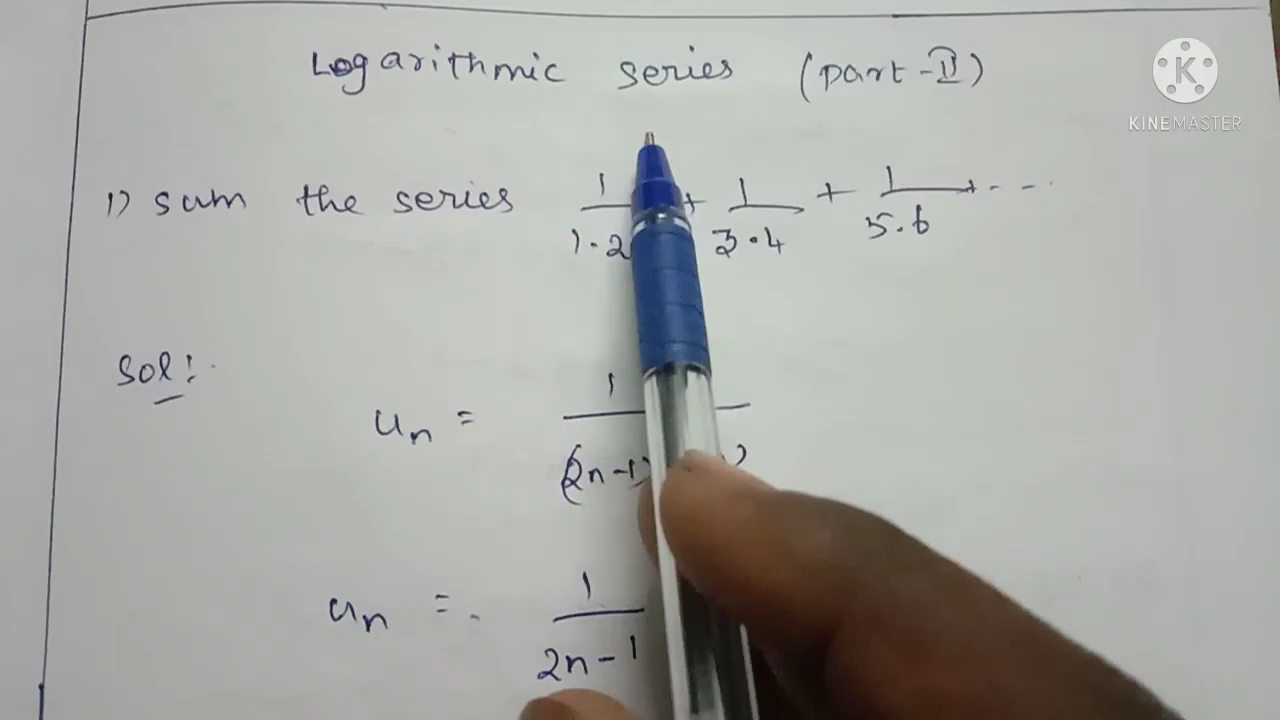 Logarithmic series (part-II)
KINEMASTER
1) Sum the series 1/1.2 + 1/3.4 + 1/5.6 + ...
Sol:
un = 1/(2n-1)
un = 1/2n-1